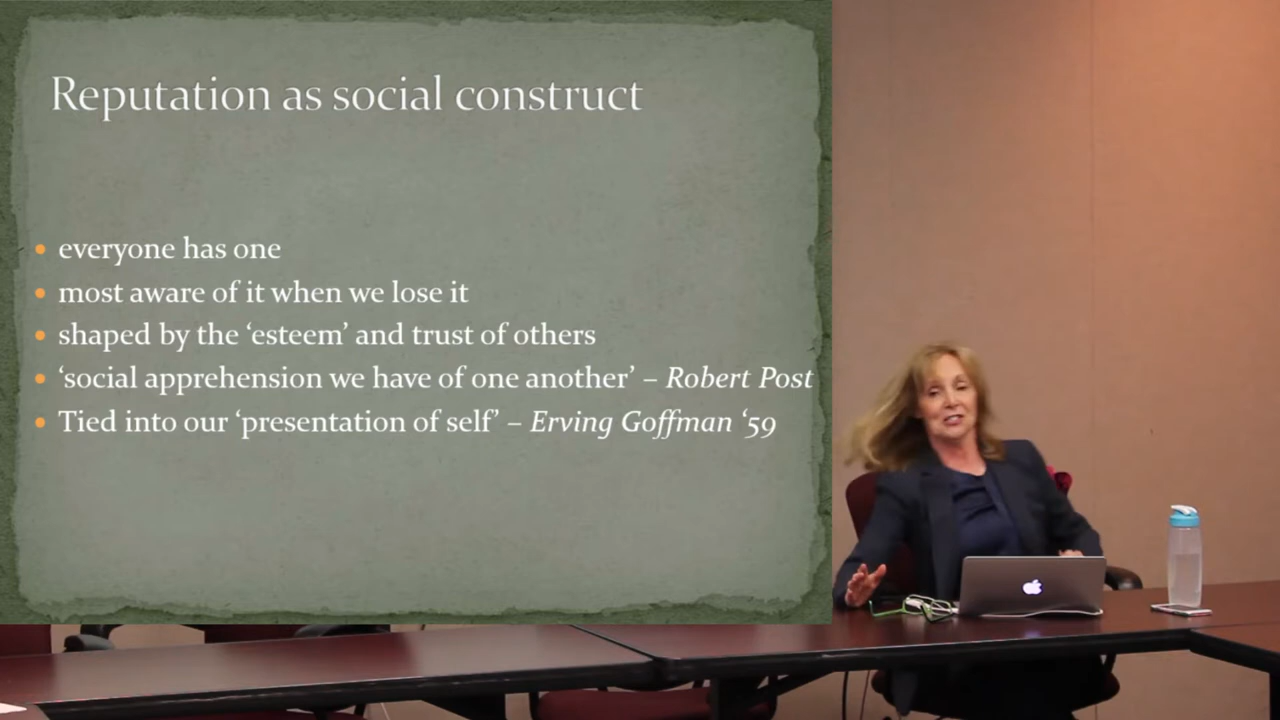 Reputation as social construct
everyone has one
most aware of it when we lose it
shaped by the ‘esteem’ and trust of others
‘social apprehension we have of one another’ – Robert Post
Tied into our ‘presentation of self’ – Erving Goffman ‘59